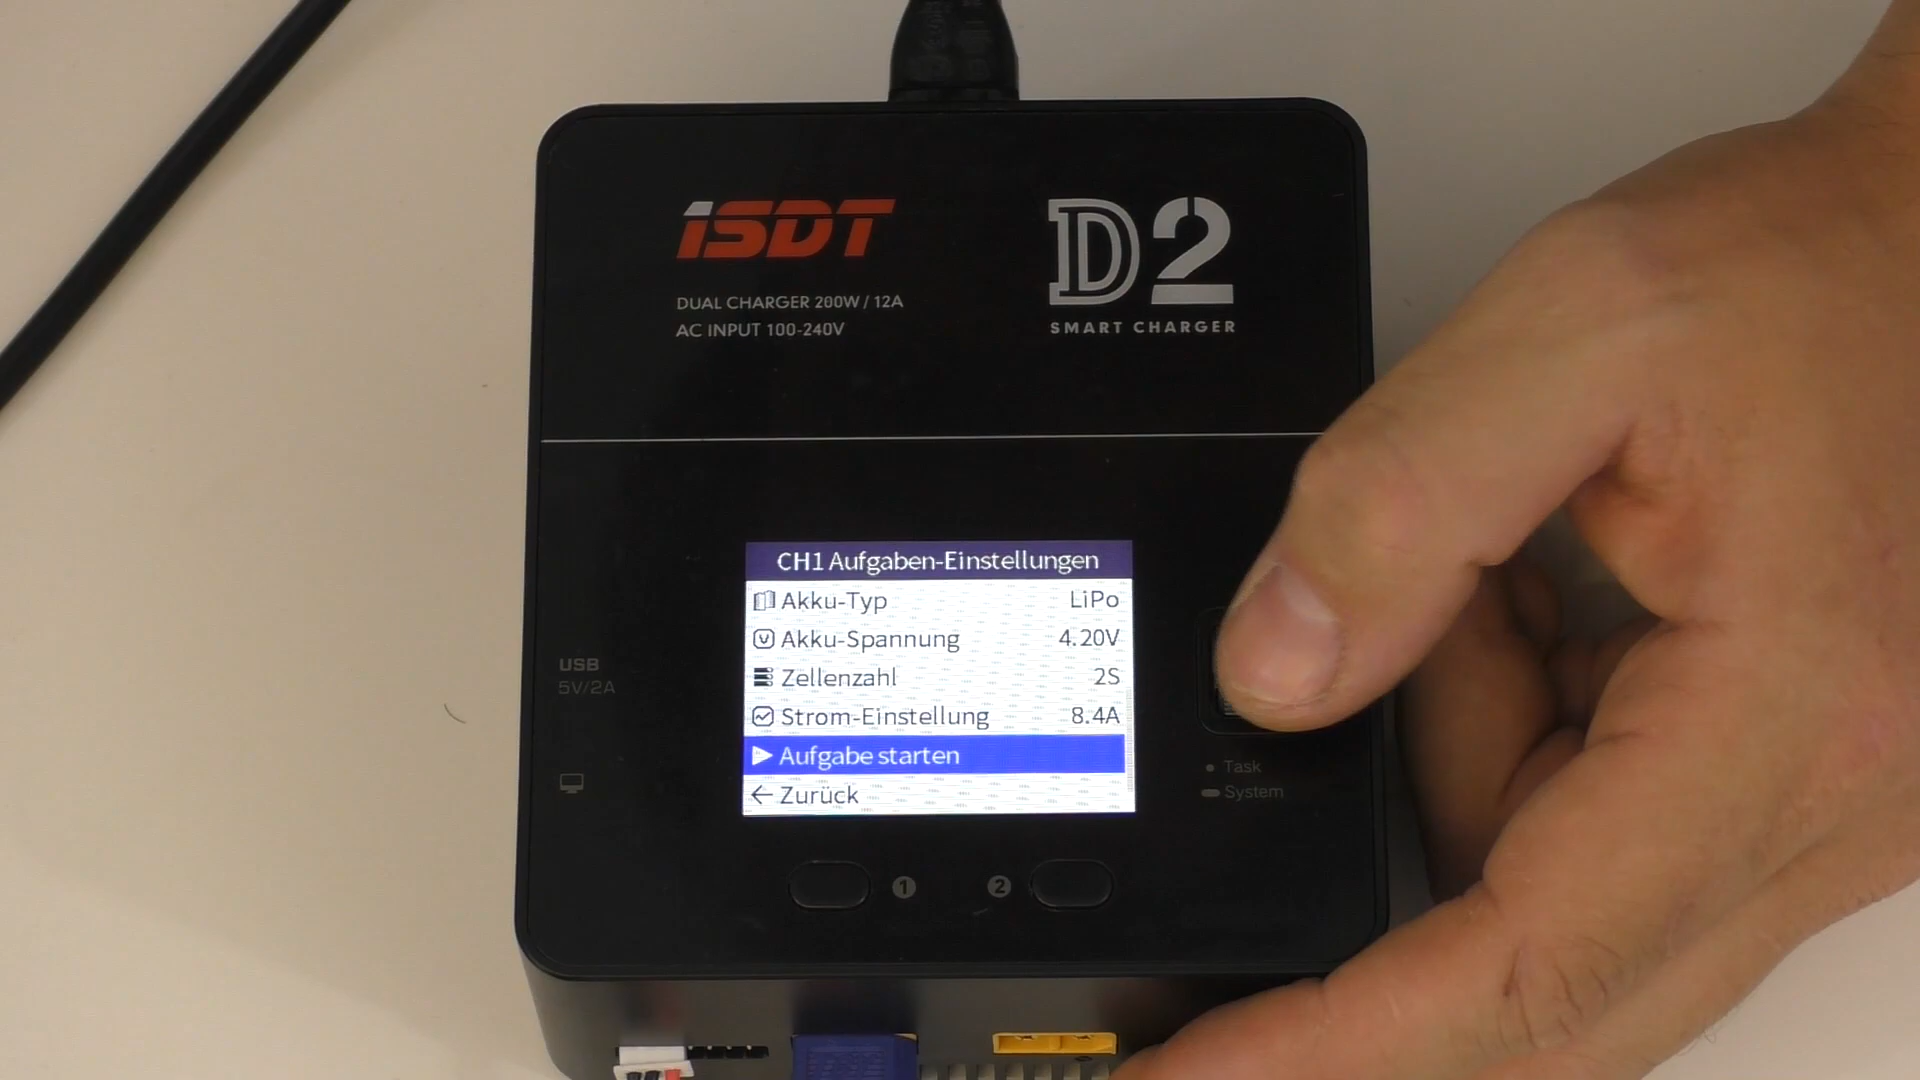 iSDT
D2
DUAL CHARGER 200W / 12A
AC INPUT 100-240V
SMART CHARGER
CH1 Aufgaben-Einstellungen
Akku-Typ LiPo
Akku-Spannung 4.20V
Zellenzahl 2S
Strom-Einstellung 8.4A
Aufgabe starten
Zurück
USB
5V/2A
Task
System
1 2